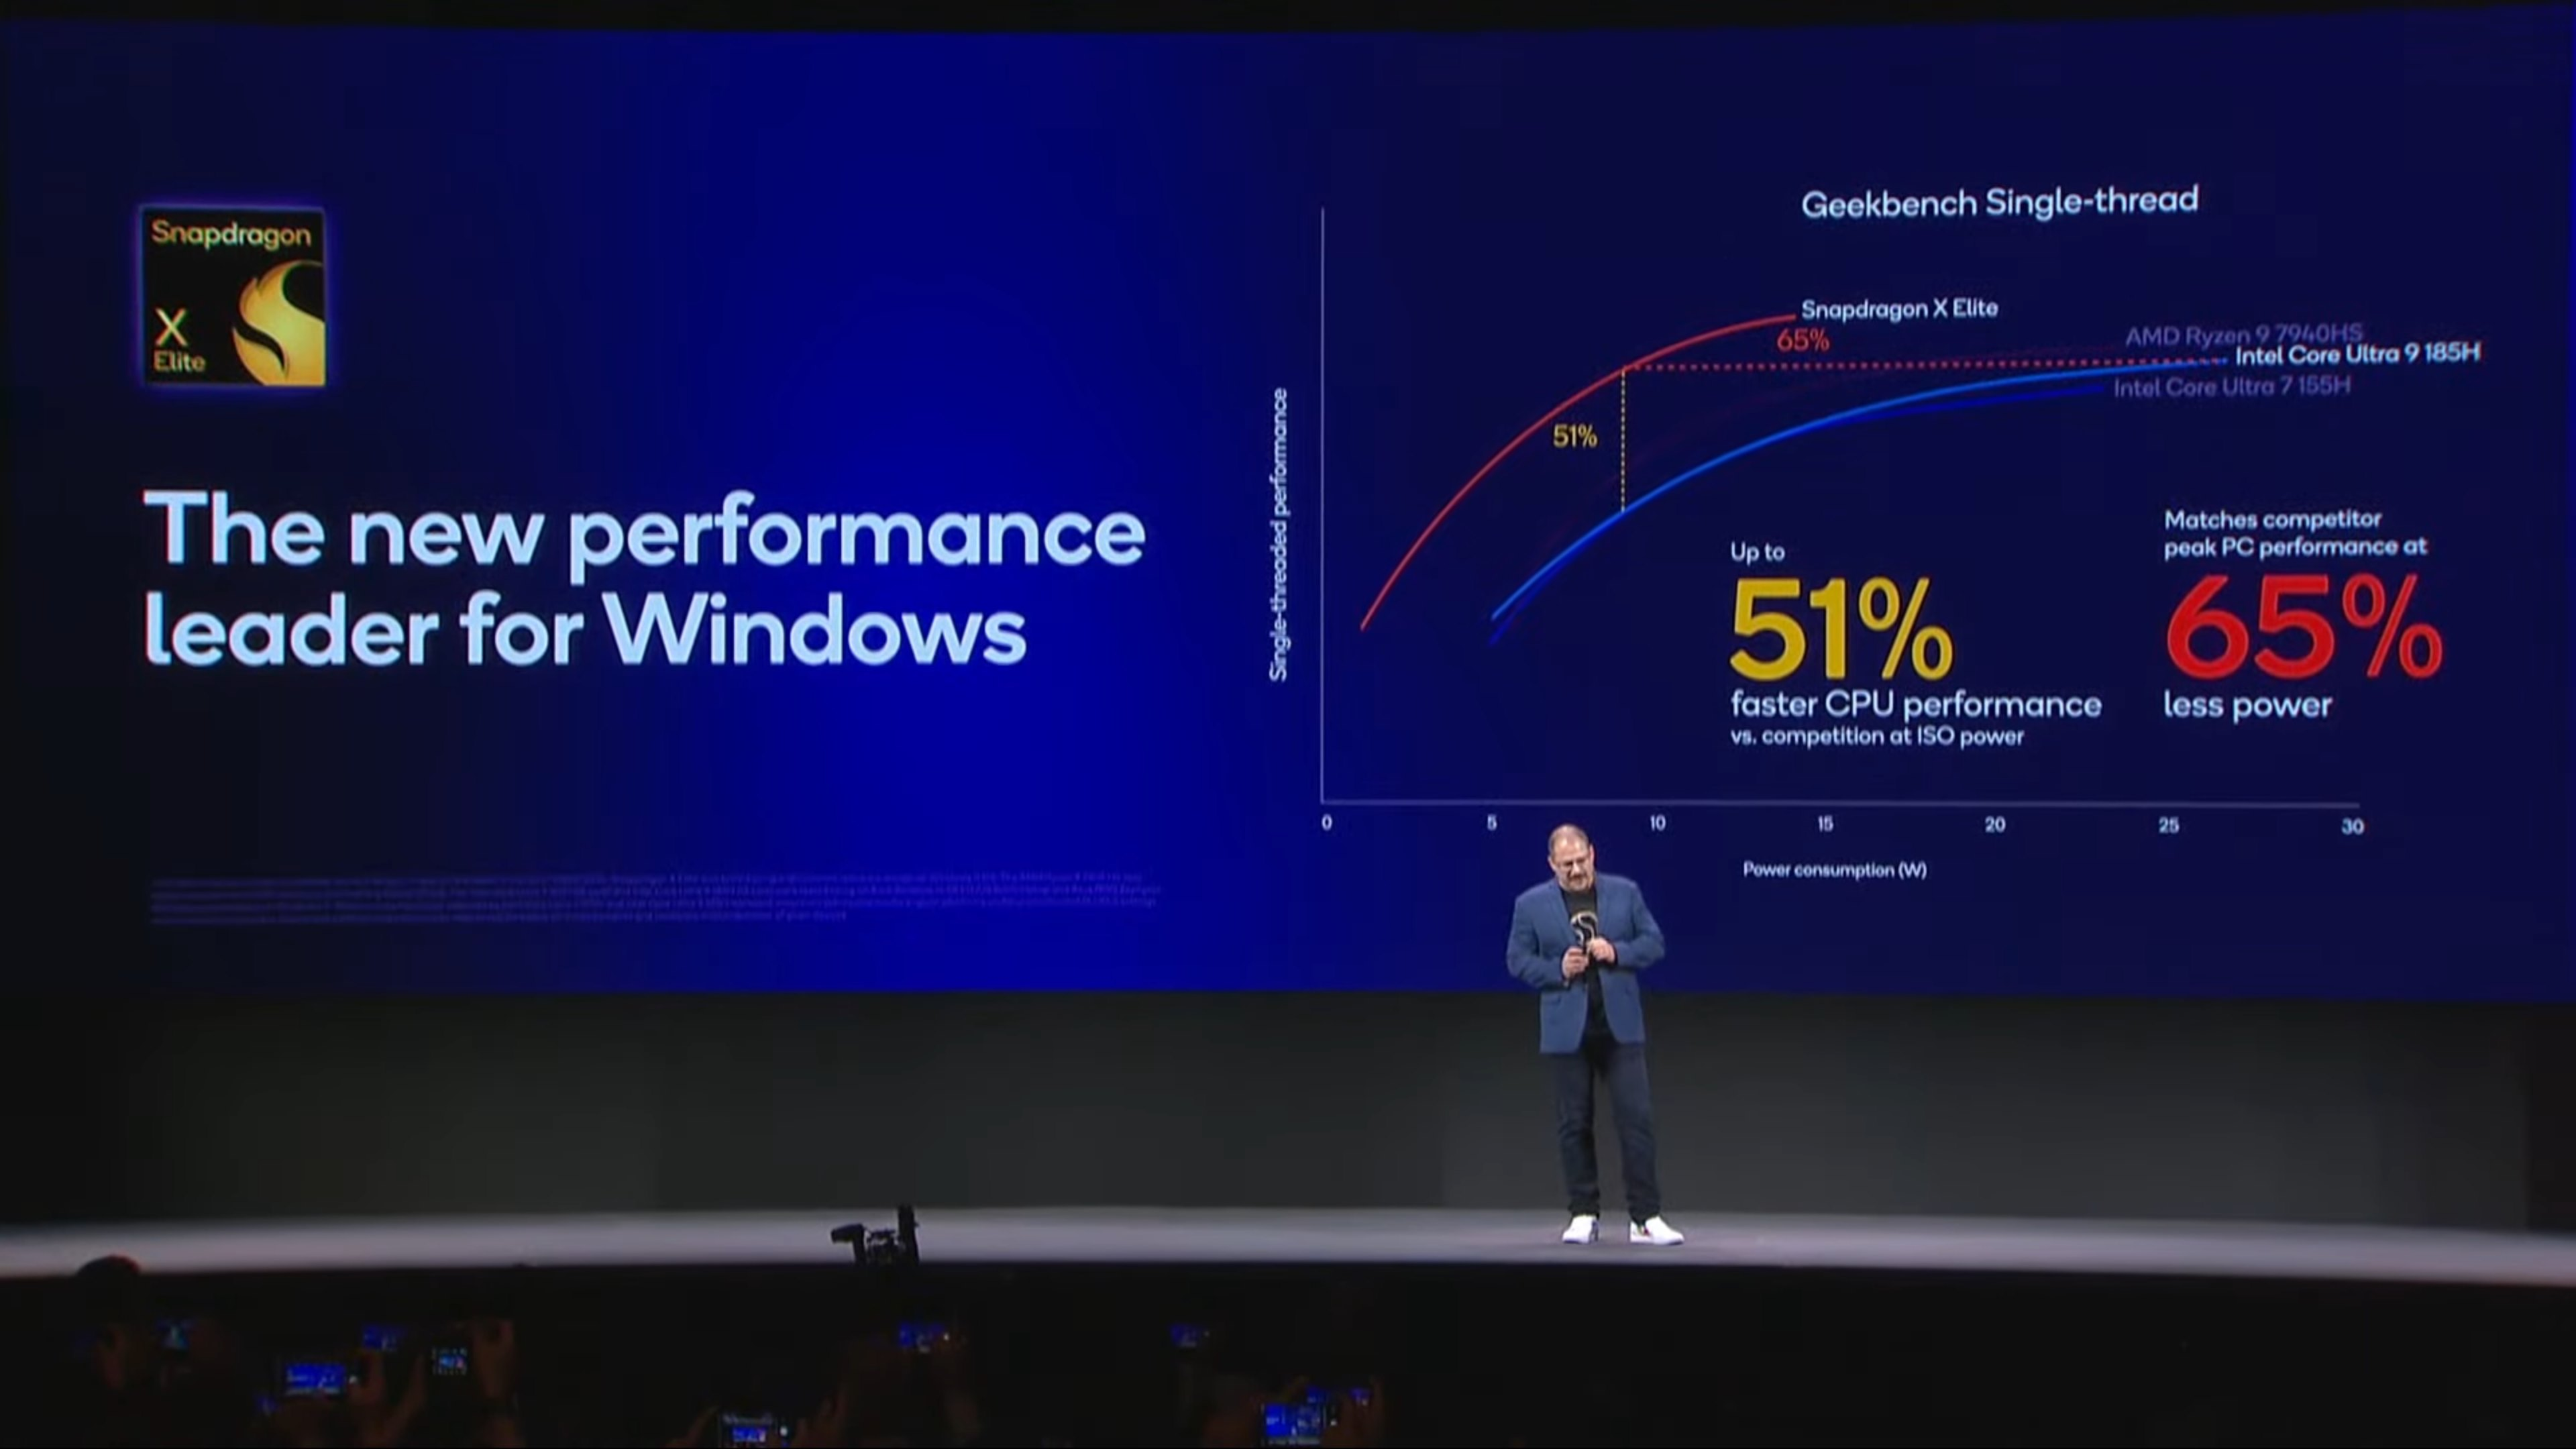 Snapdragon
X
Elite
The new performance
leader for Windows
Geekbench Single-thread
Single-threaded performance
Snapdragon X Elite
65%
AMD Ryzen 9 7940HS
Intel Core Ultra 9 185H
Intel Core Ultra 7 155H
51%
Up to
51%
faster CPU performance
vs. competition at ISO power
Matches competitor
peak PC performance at
65%
less power
0 5 10 15 20 25 30
Power consumption (W)